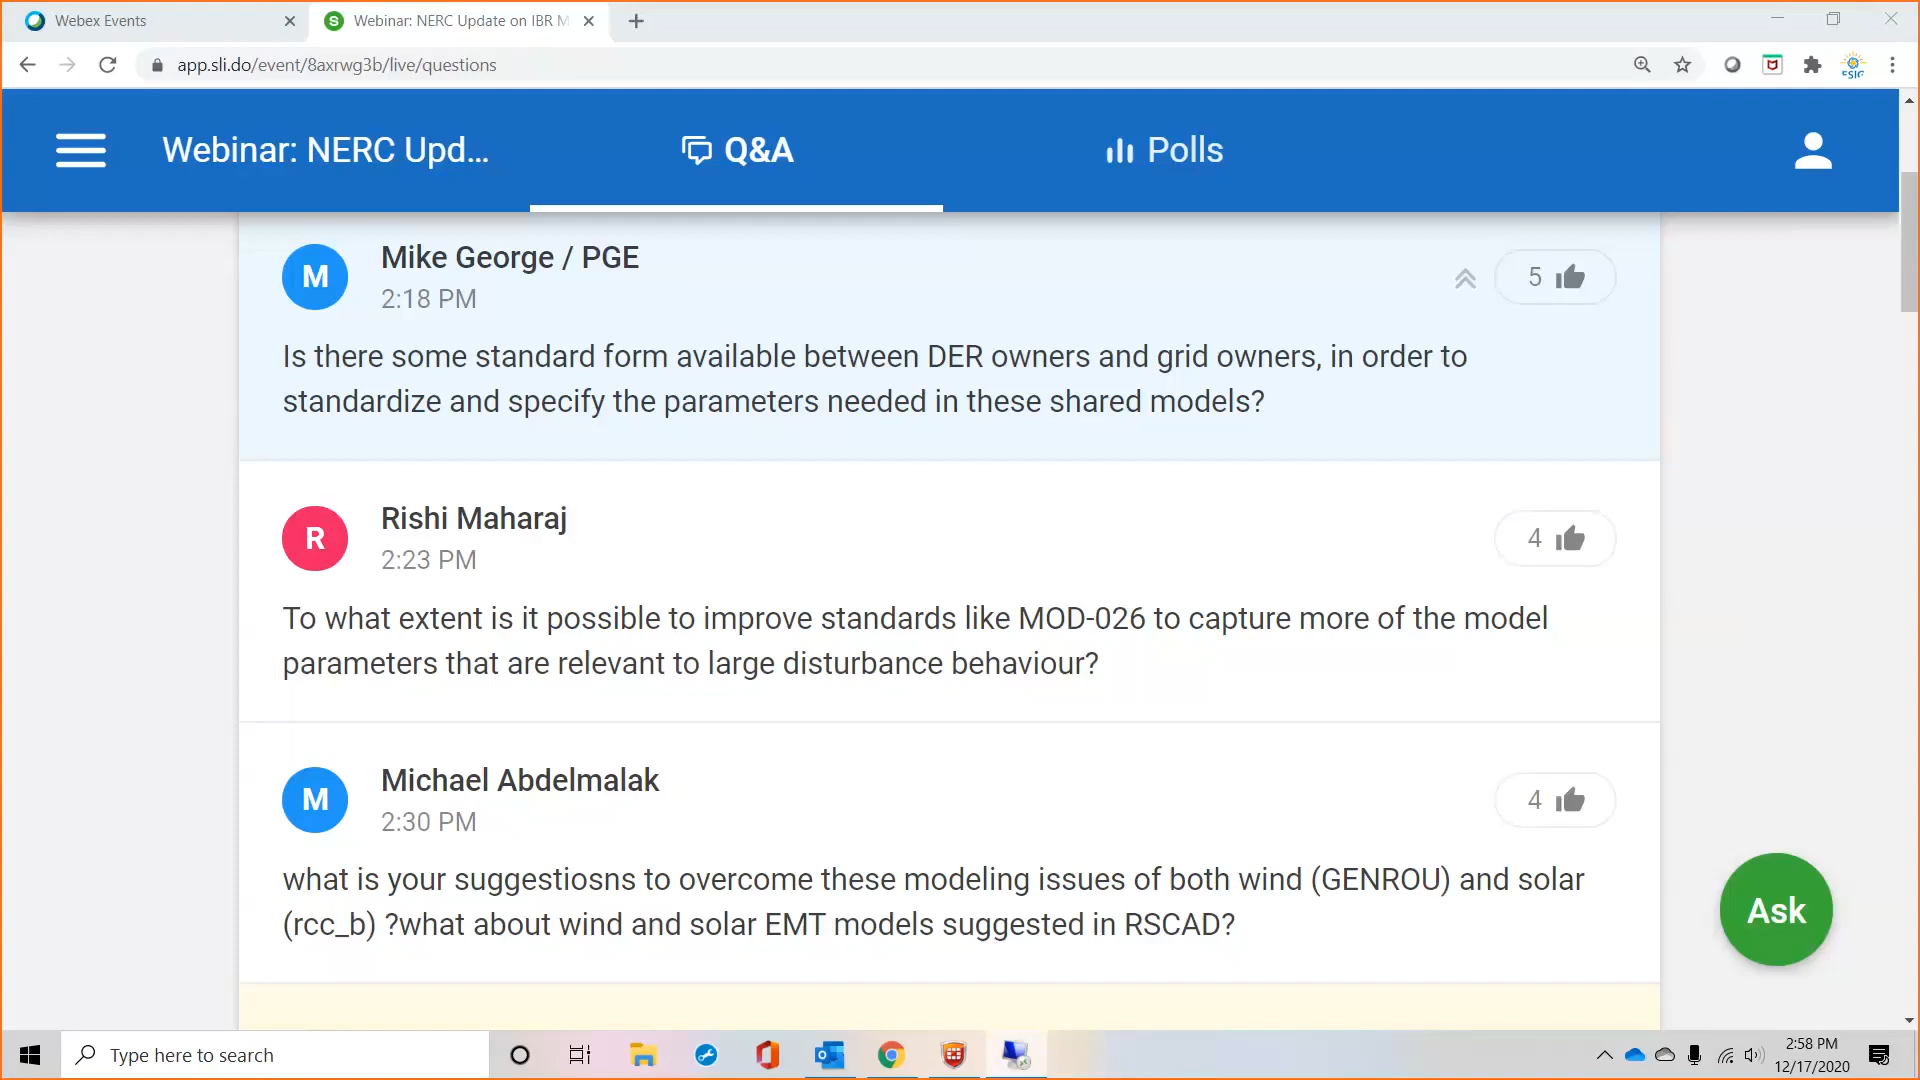 Webex Events
S Webinar: NERC Update on IBR M
app.sli.do/event/8axrwg3b/live/questions
ESIG
Webinar: NERC Upd...
Q&A
Polls
M
Mike George / PGE
2:18 PM
5
Is there some standard form available between DER owners and grid owners, in order to
standardize and specify the parameters needed in these shared models?
R
Rishi Maharaj
2:23 PM
4
To what extent is it possible to improve standards like MOD-026 to capture more of the model
parameters that are relevant to large disturbance behaviour?
M
Michael Abdelmalak
2:30 PM
4
what is your suggestiosns to overcome these modeling issues of both wind (GENROU) and solar
(rcc_b) ?what about wind and solar EMT models suggested in RSCAD?
Ask
Type here to search
2:58 PM
12/17/2020